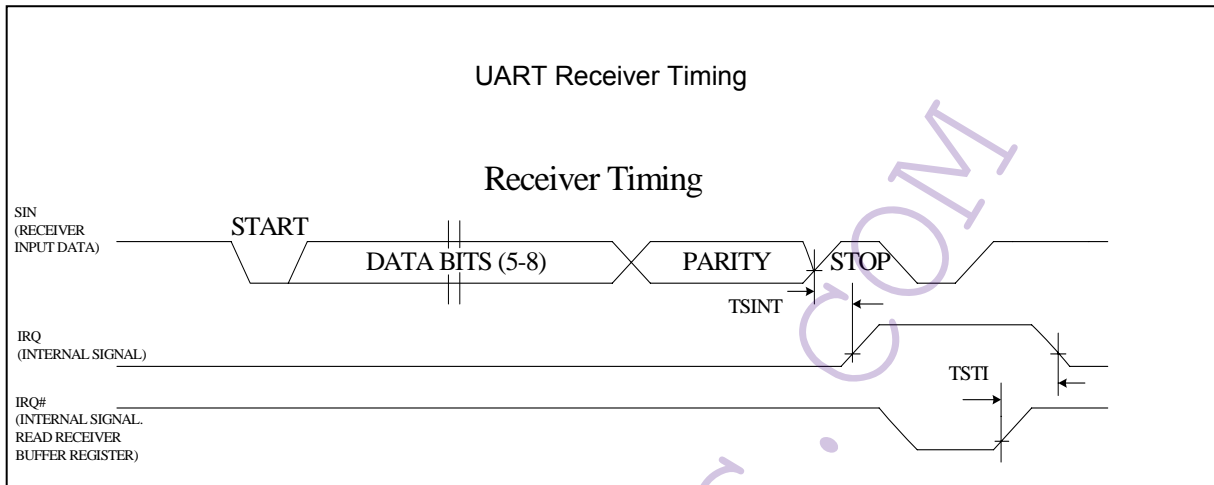 UART Receiver Timing
Receiver Timing
SIN
(RECEIVER
INPUT DATA)
START
DATA BITS (5-8)
PARITY
STOP
TSINT
IRQ
(INTERNAL SIGNAL)
TSTI
IRQ#
(INTERNAL SIGNAL.
READ RECEIVER
BUFFER REGISTER)
.COM